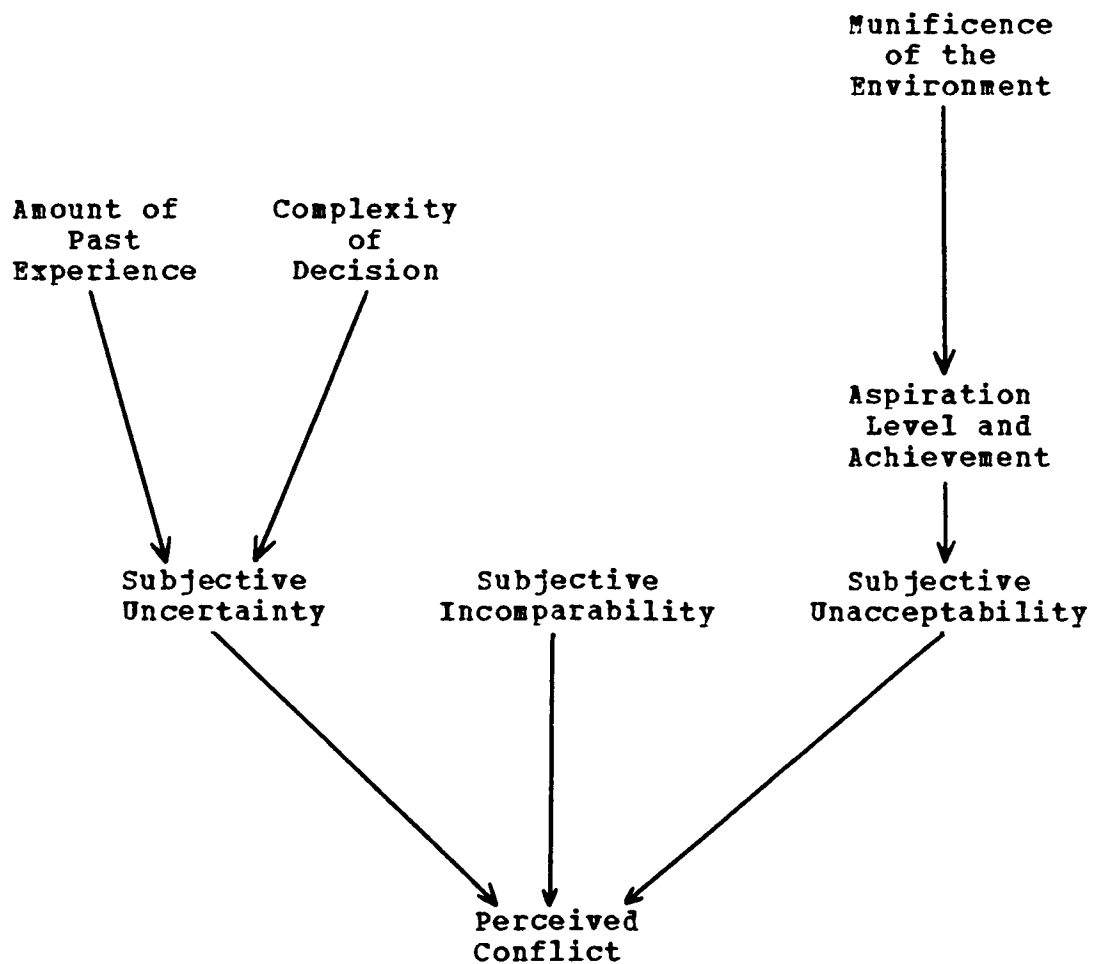 Munificence
of the
Environment
Amount of
Past
Experience
Complexity
of
Decision
Aspiration
Level and
Achievement
Subjective
Uncertainty
Subjective
Incomparability
Subjective
Unacceptability
Perceived
Conflict